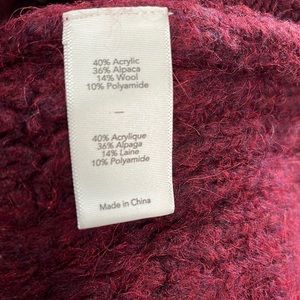 40% Acrylic
36% Alpaca
14% Wool
10% Polyamide
—
40% Acrylique
36% Alpaga
14% Laine
10% Polyamide
Made in China